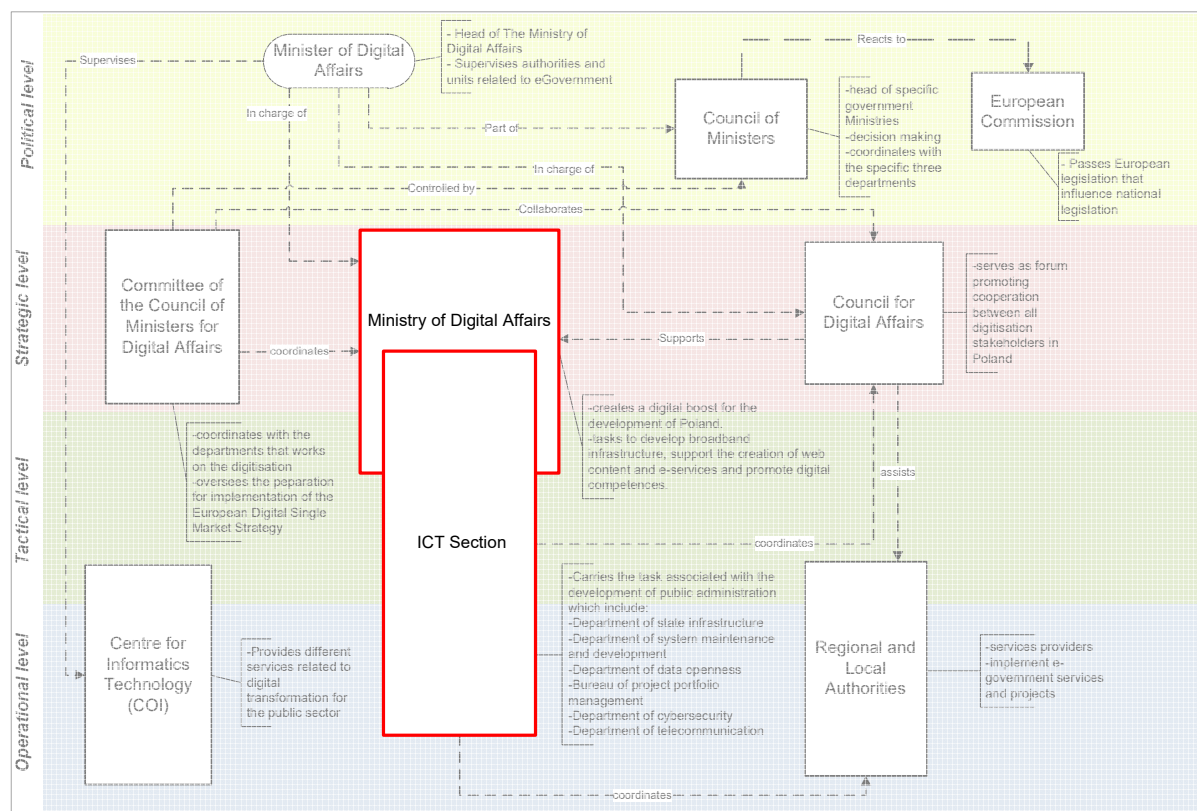 Political level
Strategic level
Tactical level
Operational level
Minister of Digital
Affairs
- Head of The Ministry of
Digital Affairs
- Supervises authorities and
units related to eGovernment
Supervises
In charge of
Part of
In charge of
Reacts to
Council of
Ministers
-head of specific
government
Ministries
-decision making
-coordinates with
the specific three
departments
European
Commission
- Passes European
legislation that
influence national
legislation
Controlled by
Collaborates
Committee of
the Council of
Ministers for
Digital Affairs
coordinates
Ministry of Digital Affairs
Supports
Council for
Digital Affairs
-serves as forum
promoting
cooperation
between all
digitisation
stakeholders in
Poland
-coordinates with the
departments that works
on the digitisation
-oversees the peparation
for implementation of the
European Digital Single
Market Strategy
-creates a digital boost for the
development of Poland.
-tasks to develop broadband
infrastructure, support the creation of web
content and e-services and promote digital
competences.
assists
ICT Section
coordinates
-Carries the task associated with the
development of public administration
which include:
-Department of state infrastructure
-Department of system maintenance
and development
-Department of data openness
-Bureau of project portfolio
management
-Department of cybersecurity
-Department of telecommunication
Centre for
Informatics
Technology
(COI)
-Provides different
services related to
digital
transformation for
the public sector
Regional and
Local
Authorities
-services providers
-implement e-
government services
and projects
coordinates